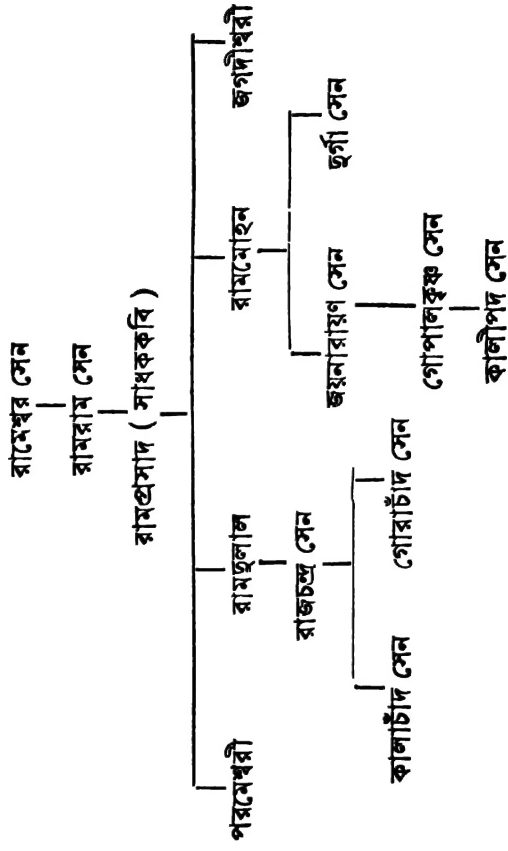 রামেশ্বর সেন
রামরাম সেন
রামপ্রসাদ ( সাধককবি )
পরমেশ্বরী রামদুলাল রামমোহন জগদীশ্বরী
রাজচন্দ্র সেন জয়নারায়ণ সেন দুর্গা সেন
কালাচাঁদ সেন গোরাচাঁদ সেন গোপালকৃষ্ণ সেন
কালীপদ সেন